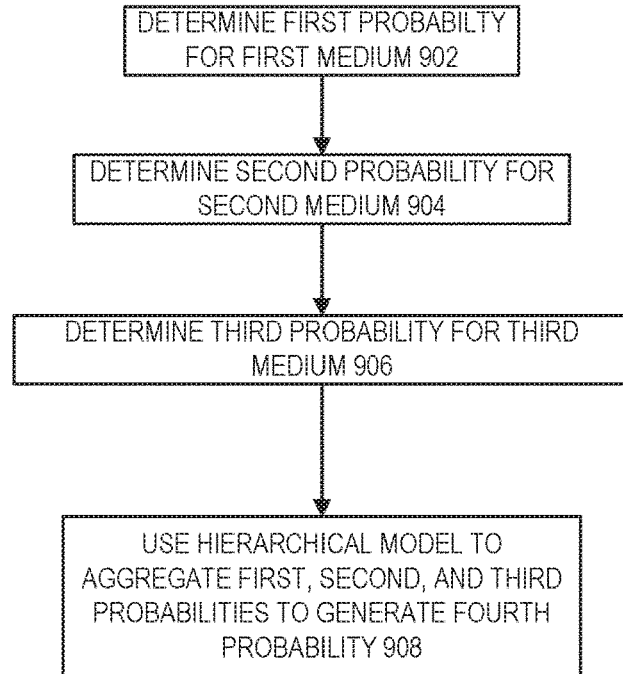 DETERMINE FIRST PROBABILTY
FOR FIRST MEDIUM 902
DETERMINE SECOND PROBABILITY FOR
SECOND MEDIUM 904
DETERMINE THIRD PROBABILITY FOR THIRD
MEDIUM 906
USE HIERARCHICAL MODEL TO
AGGREGATE FIRST, SECOND, AND THIRD
PROBABILITIES TO GENERATE FOURTH
PROBABILITY 908